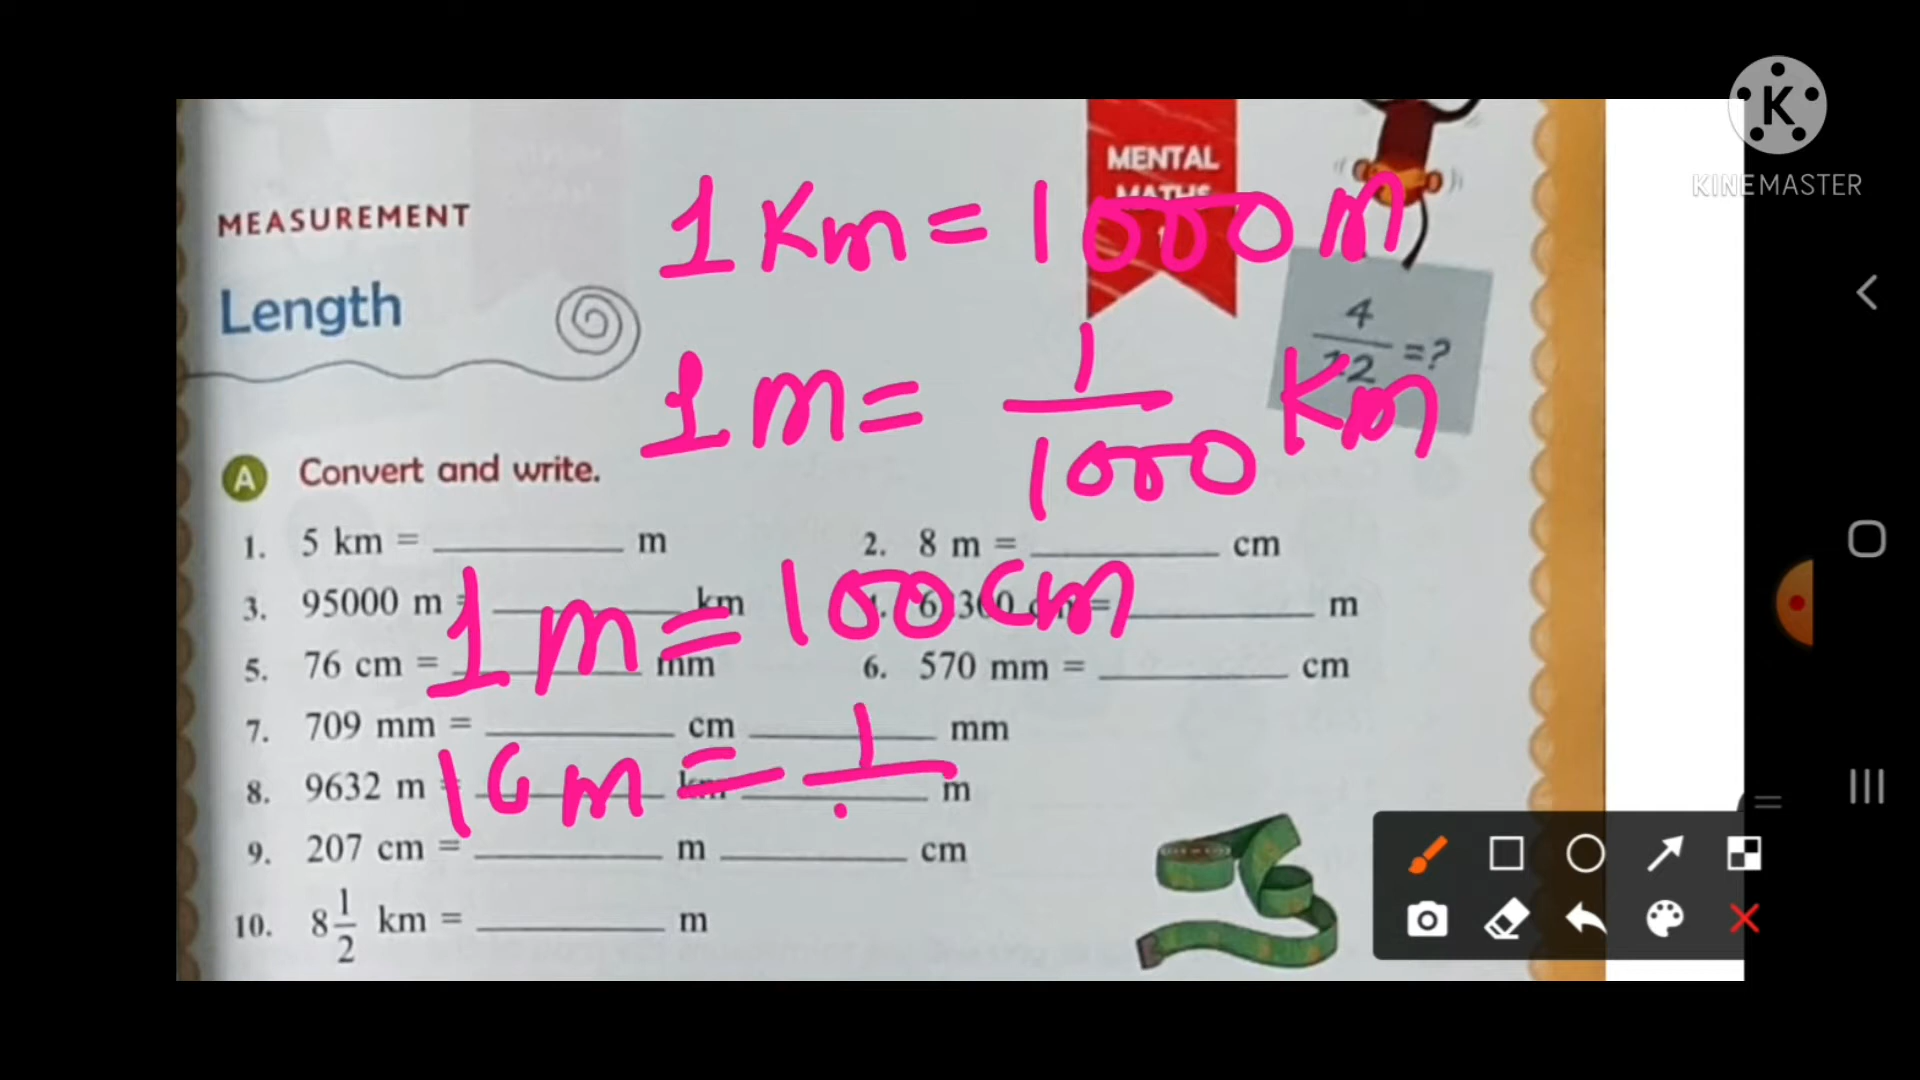 KINEMASTER
K
MENTAL
MATHS
MEASUREMENT
1 Km = 1000 m
Length
4/12 = ?
1 m = 1/1000 Km
A Convert and write.
1. 5 km = ________ m
2. 8 m = ________ cm
3. 95000 m = ________ km
m
1 m = 100 cm
5. 76 cm = ________ mm
6. 570 mm = ________ cm
7. 709 mm = ________ cm ________ mm
8. 9632 m = ________ km ________ m
1 cm = 1/
9. 207 cm = ________ m ________ cm
10. 8 1/2 km = ________ m